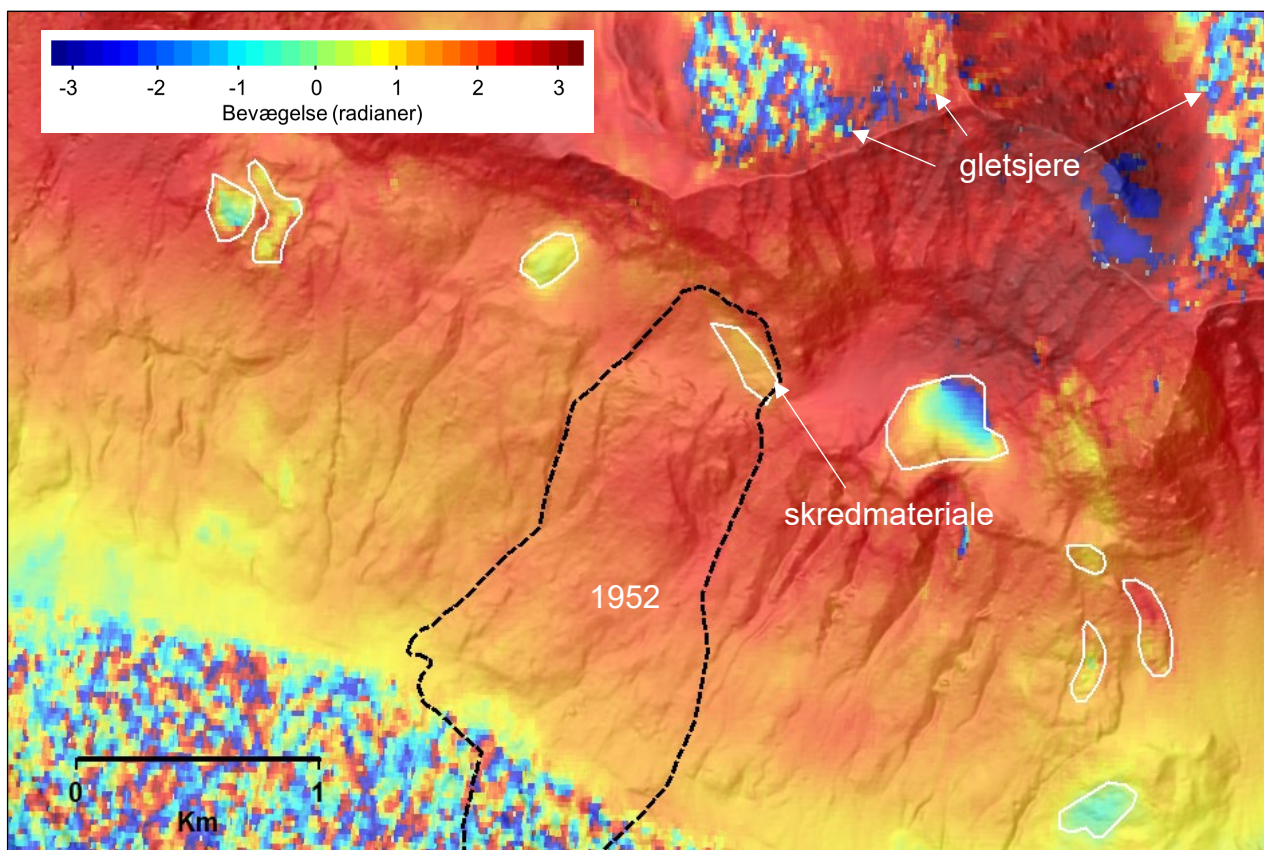 -3 -2 -1 0 1 2 3
Bevægelse (radianer)
gletsjere
skredmateriale
1952
0 1
Km